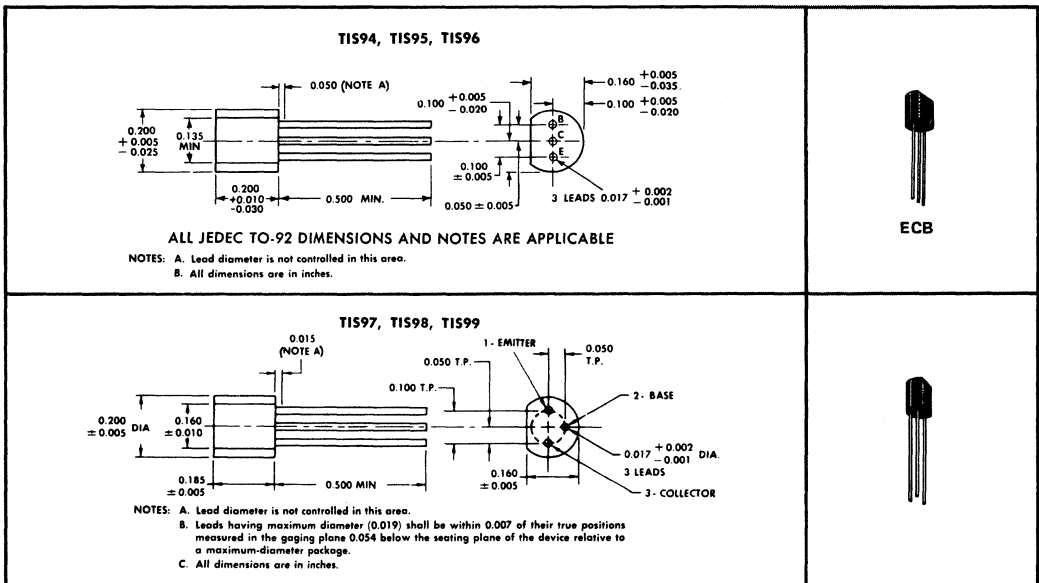 TIS94, TIS95, TIS96
0.050 (NOTE A)
0.200
+ 0.005
- 0.025
0.135
MIN
0.200
+0.010
-0.030
0.500 MIN.
0.100 +0.005
-0.020
0.160 +0.005
-0.035
0.100 +0.005
-0.020
B
C
E
0.100
± 0.005
0.050 ± 0.005
3 LEADS 0.017 + 0.002
- 0.001
ALL JEDEC TO-92 DIMENSIONS AND NOTES ARE APPLICABLE
NOTES: A. Lead diameter is not controlled in this area.
B. All dimensions are in inches.
ECB
TIS97, TIS98, TIS99
0.015
(NOTE A)
0.200 DIA
± 0.005
0.160
± 0.010
0.185
± 0.005
0.500 MIN
1 - EMITTER
0.050 T.P.
0.100 T.P.
0.050
T.P.
2 - BASE
0.017 + 0.002 DIA.
- 0.001
3 LEADS
0.160
± 0.005
3 - COLLECTOR
NOTES: A. Lead diameter is not controlled in this area.
B. Leads having maximum diameter (0.019) shall be within 0.007 of their true positions
measured in the gaging plane 0.054 below the seating plane of the device relative to
a maximum-diameter package.
C. All dimensions are in inches.